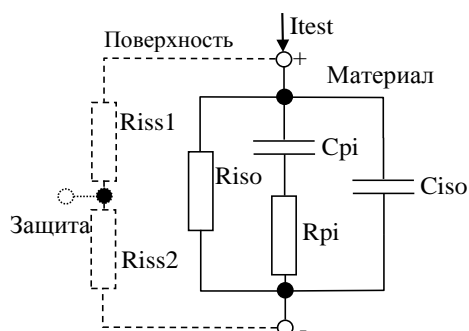 Itest
Поверхность
+
Материал
Riss1
Cpi
Riso
Ciso
Защита
Rpi
Riss2
-